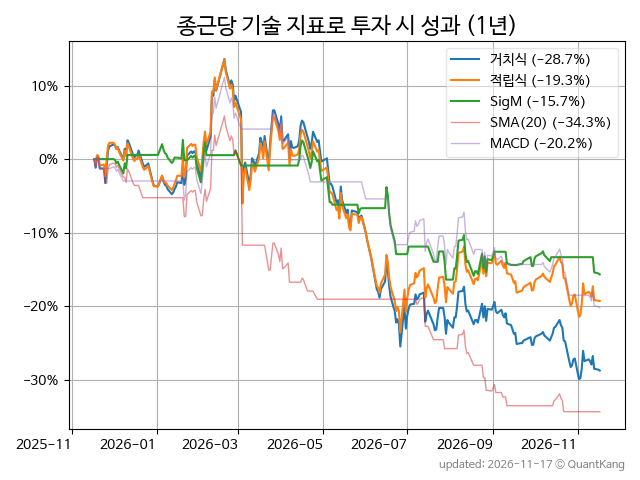 종근당 기술 지표로 투자 시 성과 (1년)
거치식 (−28.7%)
적립식 (−19.3%)
SigM (−15.7%)
SMA(20) (−34.3%)
MACD (−20.2%)
10%
0%
−10%
−20%
−30%
2025−11 2026−01 2026−03 2026−05 2026−07 2026−09 2026−11
updated: 2026-11-17 © QuantKang